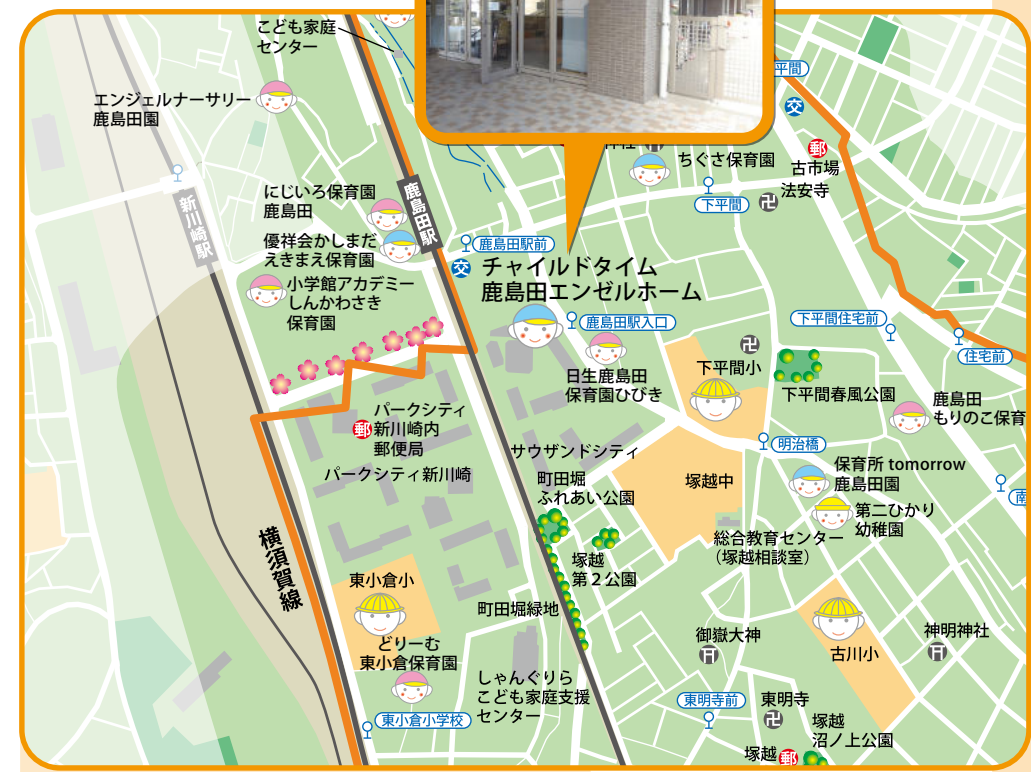 こども家庭
センター
エンジェルナーサリー
鹿島田園
新川崎駅
にじいろ保育園
鹿島田
鹿島田駅
優祥会かしまだ
えきまえ保育園
小学館アカデミー
しんかわさき
保育園
鹿島田駅前
交
チャイルドタイム
鹿島田エンゼルホーム
鹿島田駅入口
日生鹿島田
保育園ひびき
平間
交
郵
古市場
ちぐさ保育園
下平間
法安寺
下平間住宅前
住宅前
下平間小
下平間春風公園
鹿島田
もりのこ保育
明治橋
保育所 tomorrow
鹿島田園
第二ひかり
幼稚園
塚越中
総合教育センター
(塚越相談室)
パークシティ
新川崎内
郵便局
郵
パークシティ新川崎
サウザンドシティ
町田堀
ふれあい公園
塚越
第2公園
横須賀線
東小倉小
町田堀緑地
どりーむ
東小倉保育園
しゃんぐりら
こども家庭支援
センター
東小倉小学校
御嶽大神
古川小
神明神社
東明寺前
東明寺
塚越
沼ノ上公園
塚越
郵
南